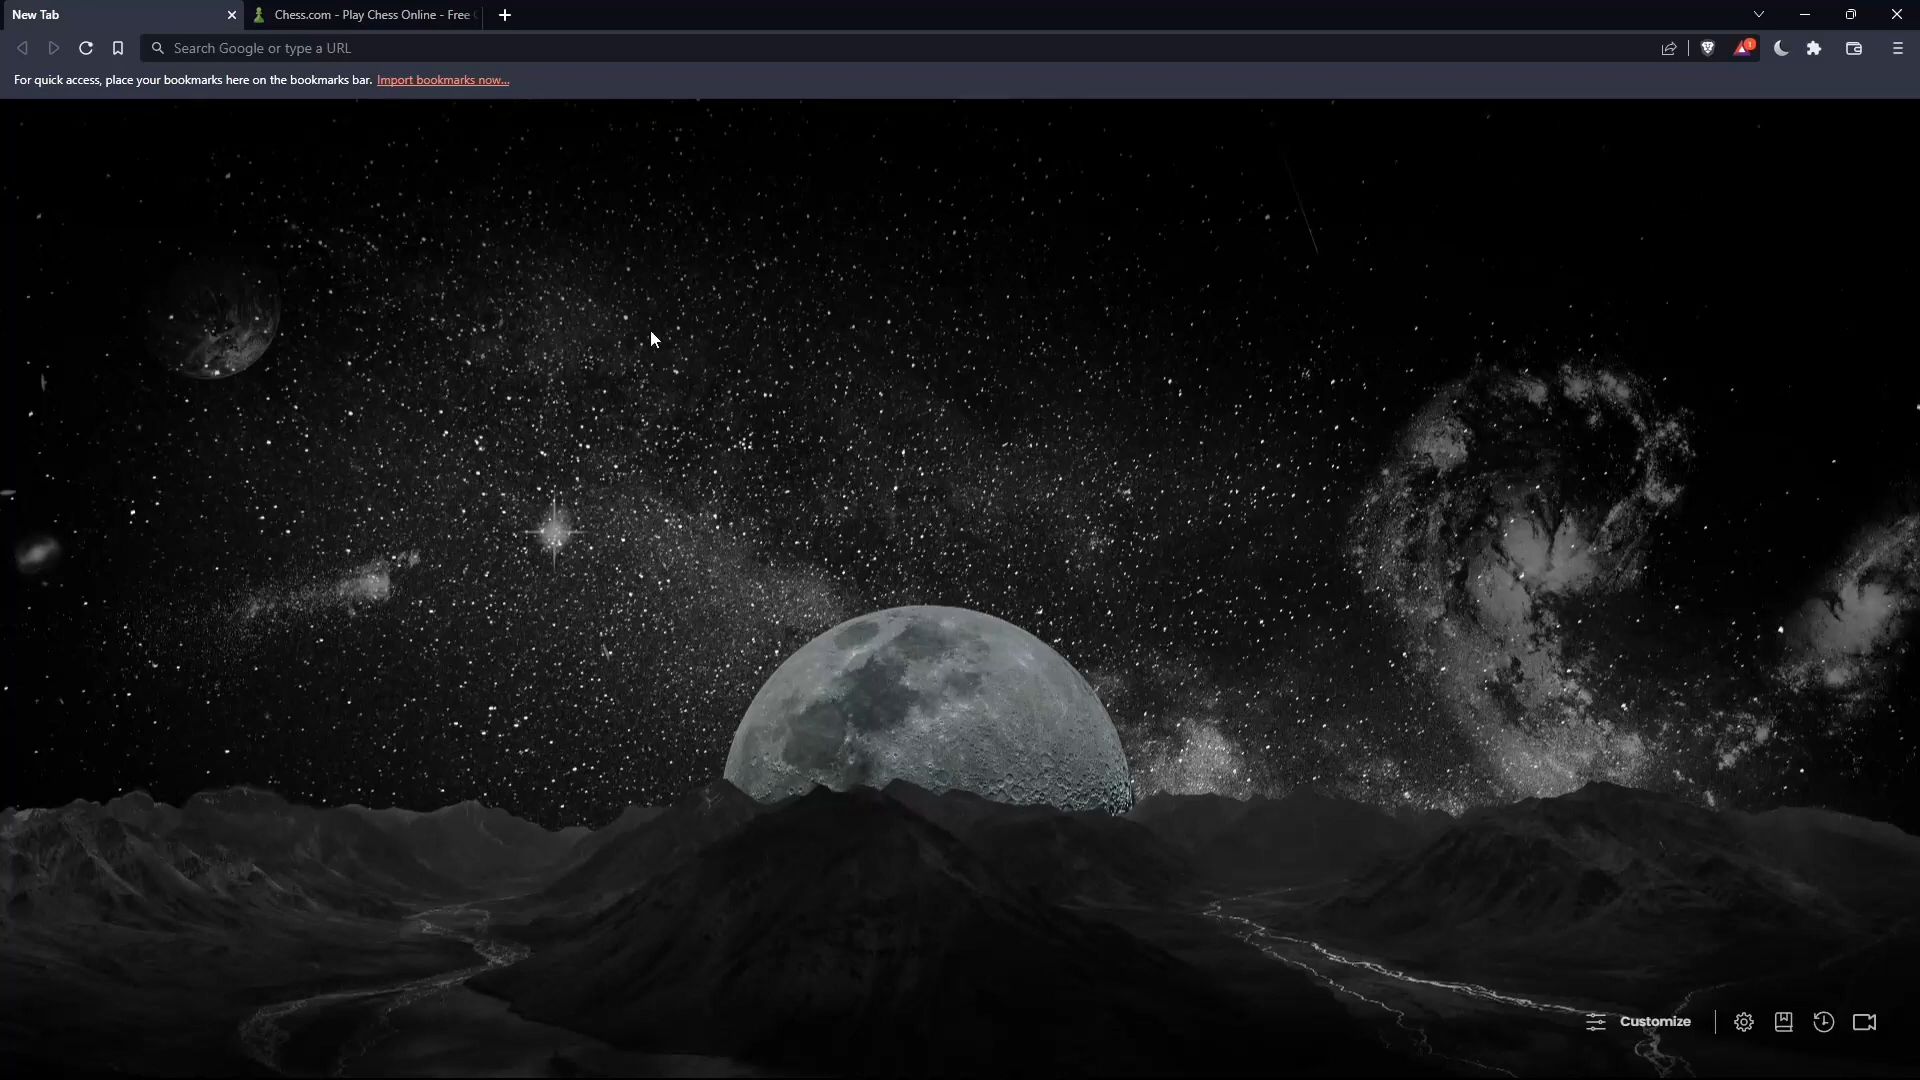 New Tab
Chess.com - Play Chess Online - Free
Search Google or type a URL
1
For quick access, place your bookmarks here on the bookmarks bar. Import bookmarks now...
Customize